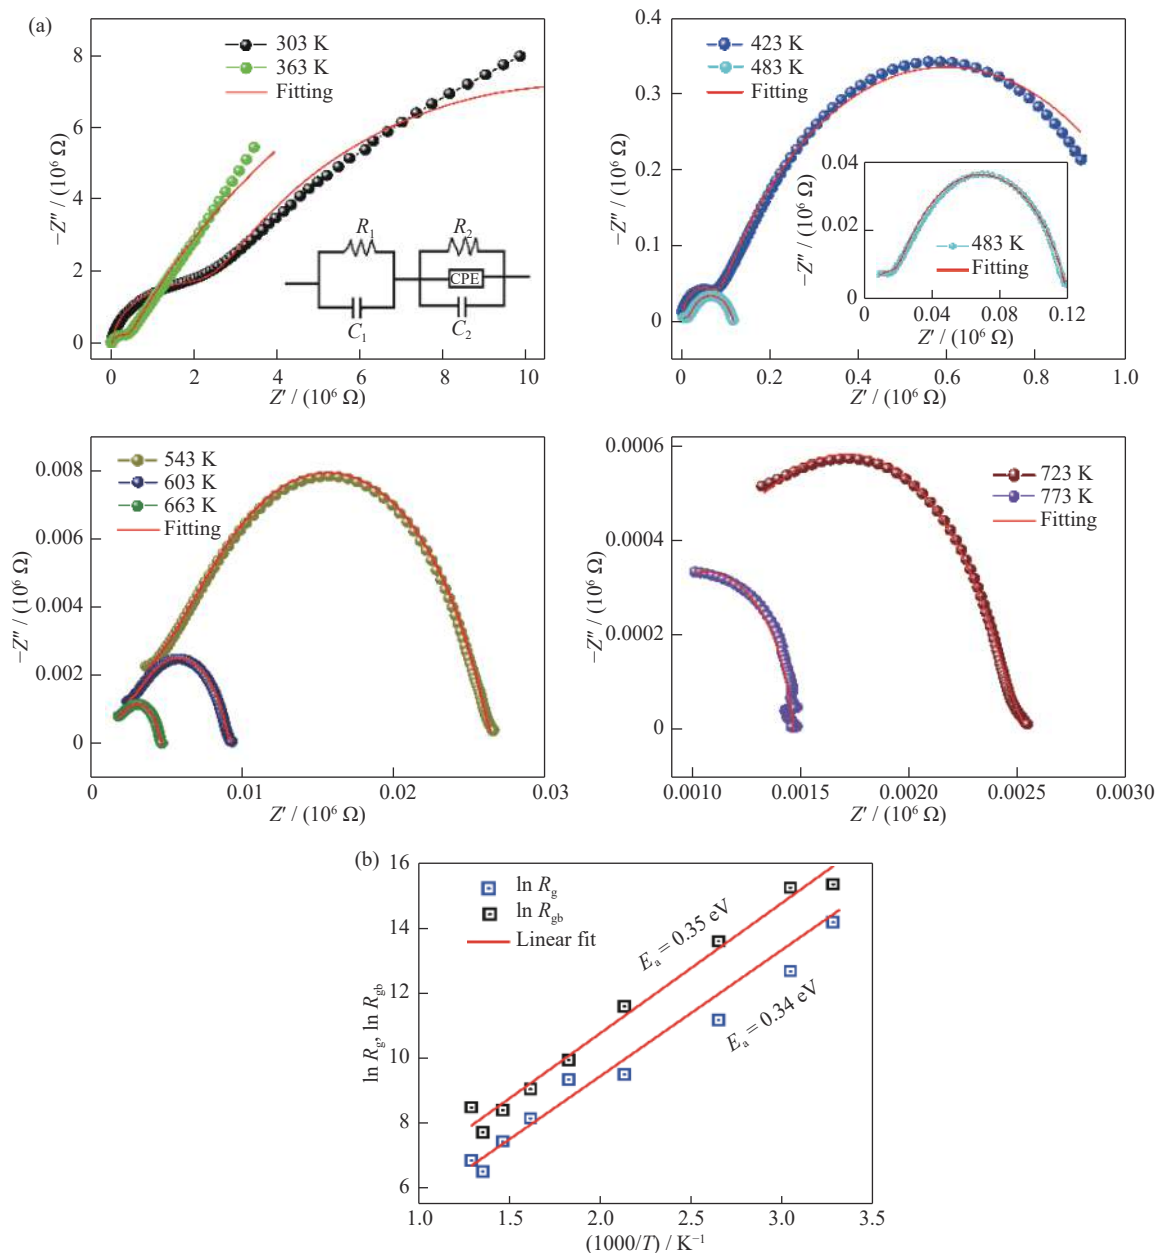 (a)
303 K
363 K
Fitting
8
6
4
2
0
0
2
4
6
8
10
−Z″ / (10⁶ Ω)
Z′ / (10⁶ Ω)
R₁
C₁
R₂
CPE
C₂
423 K
483 K
Fitting
0.4
0.3
0.2
0.1
0
0
0.2
0.4
0.6
0.8
1.0
−Z″ / (10⁶ Ω)
Z′ / (10⁶ Ω)
0.04
0.02
0
0
0.04
0.08
0.12
−Z″ / (10⁶ Ω)
Z′ / (10⁶ Ω)
483 K
Fitting
543 K
603 K
663 K
Fitting
0.008
0.006
0.004
0.002
0
0
0.01
0.02
0.03
−Z″ / (10⁶ Ω)
Z′ / (10⁶ Ω)
723 K
773 K
Fitting
0.0006
0.0004
0.0002
0
0.0010
0.0015
0.0020
0.0025
0.0030
−Z″ / (10⁶ Ω)
Z′ / (10⁶ Ω)
(b)
ln R_g
ln R_gb
Linear fit
16
14
12
10
8
6
1.0
1.5
2.0
2.5
3.0
3.5
ln R_g, ln R_gb
(1000/T) / K⁻¹
E_a = 0.35 eV
E_a = 0.34 eV